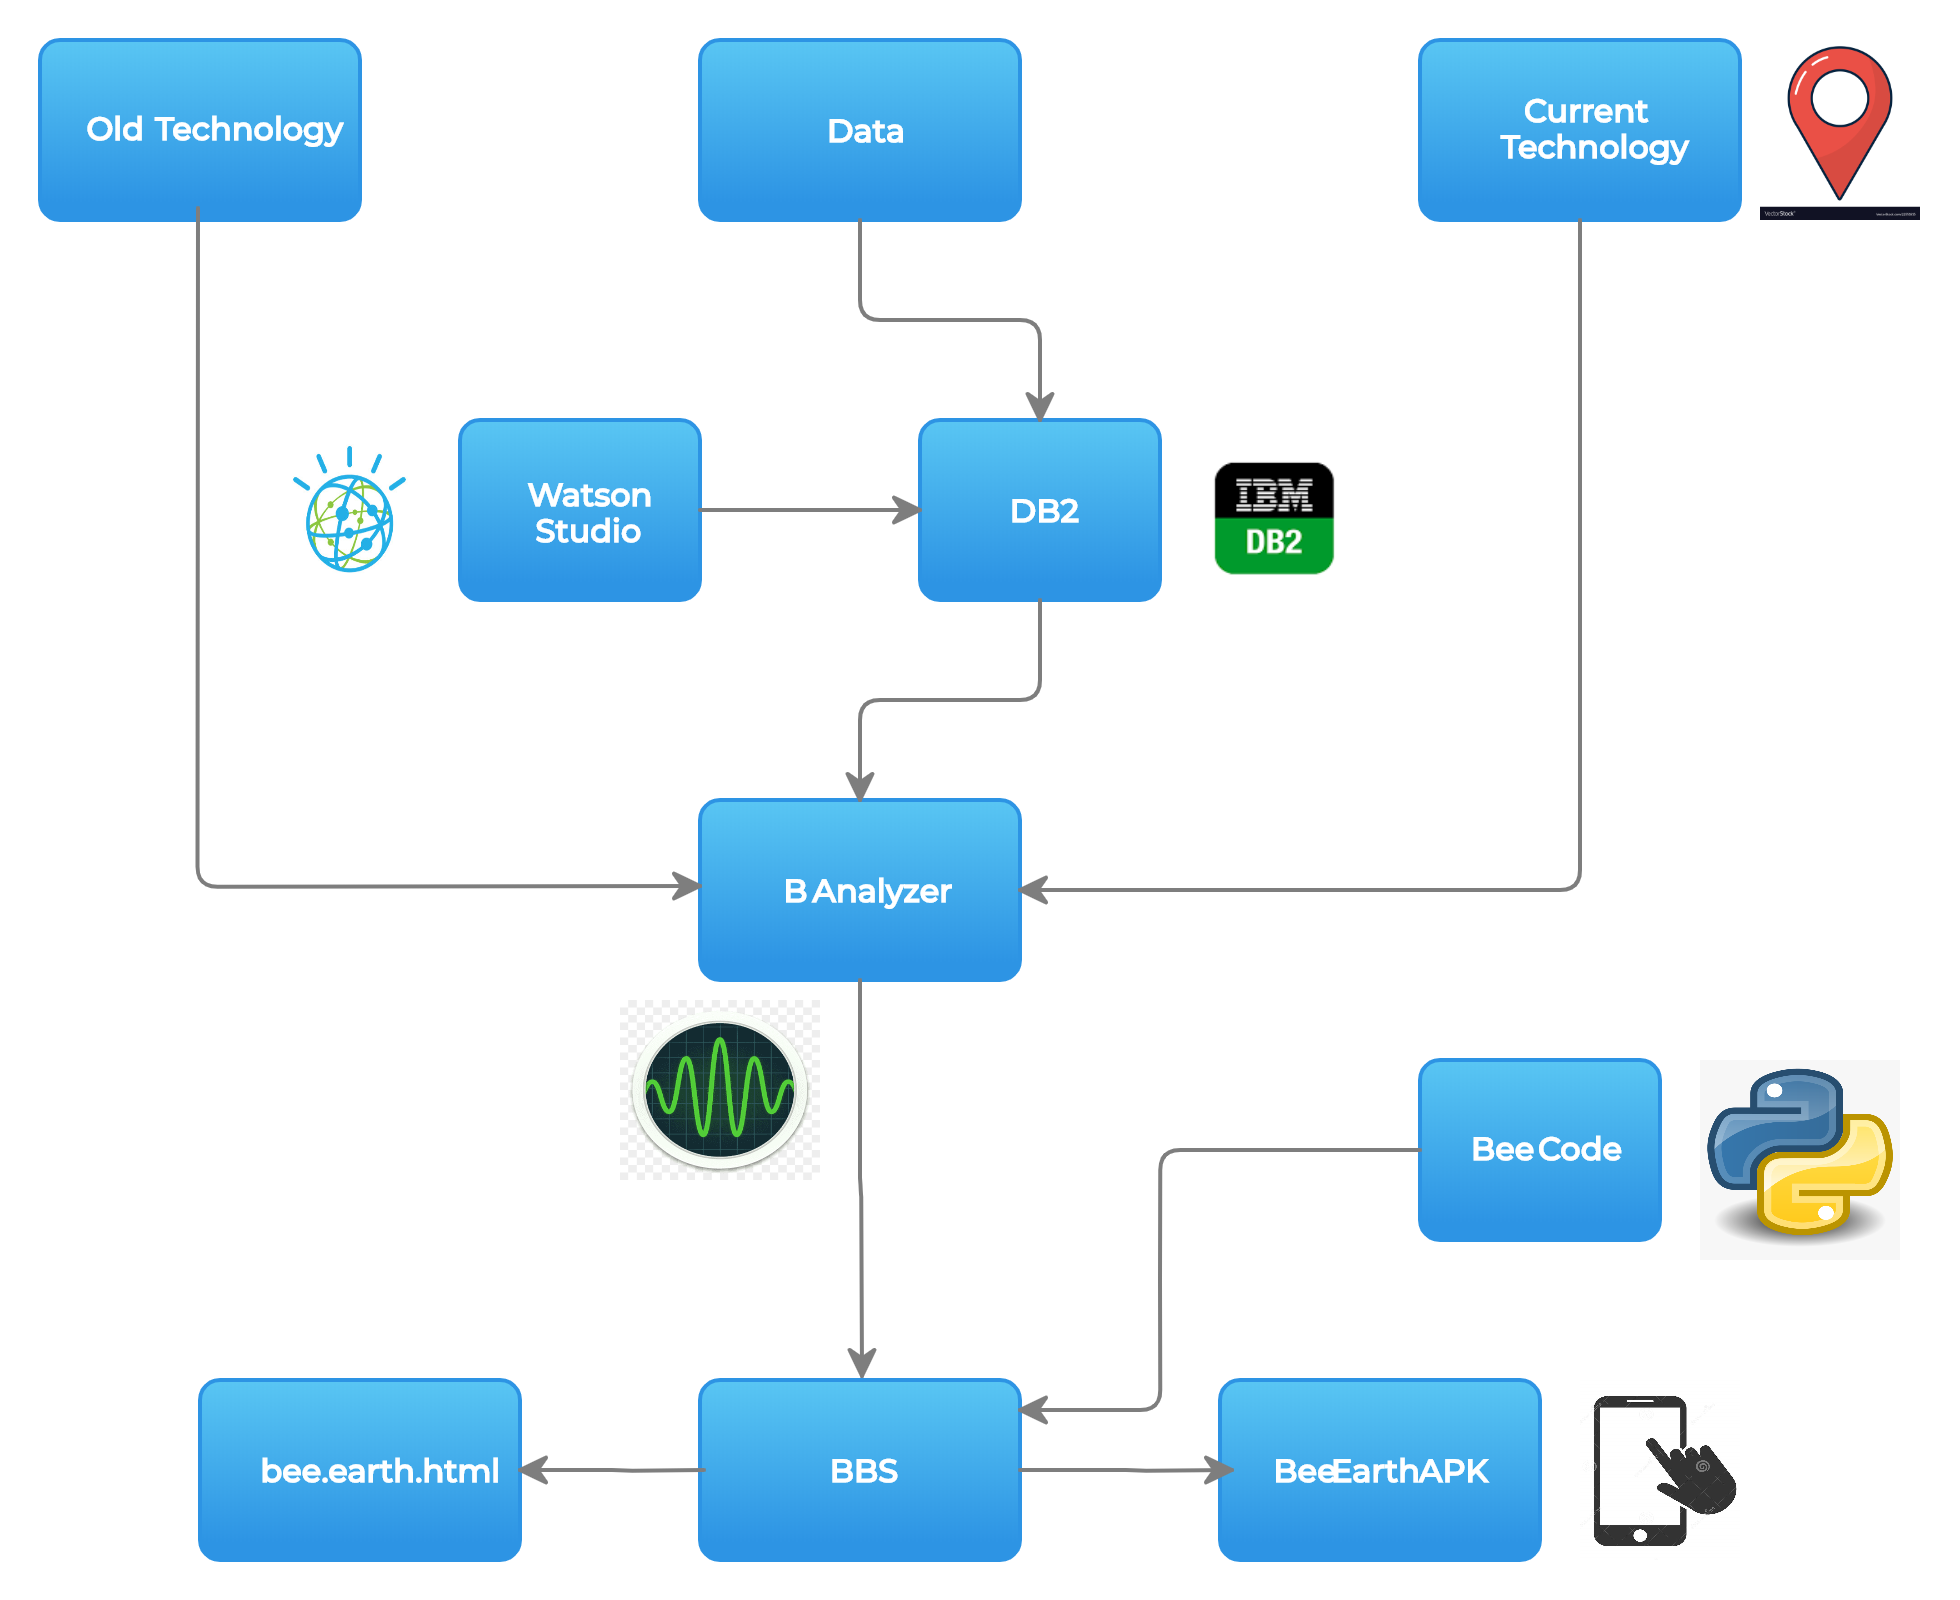 Old Technology
Data
Current
Technology
VectorStock
Watson
Studio
DB2
IBM
DB2
B Analyzer
Bee Code
bee.earth.html
BBS
BeeEarthAPK